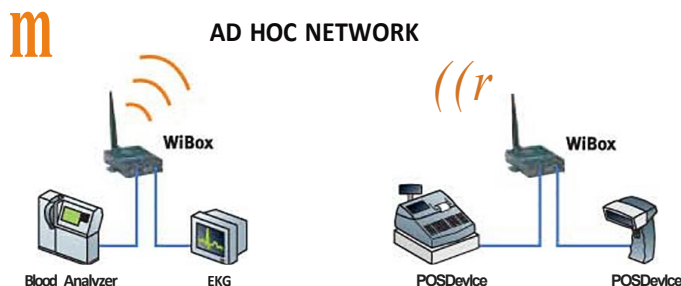 m
AD HOC NETWORK
((r
WiBox
WiBox
Blood Analyzer
EKG
POSDevice
POSDevice